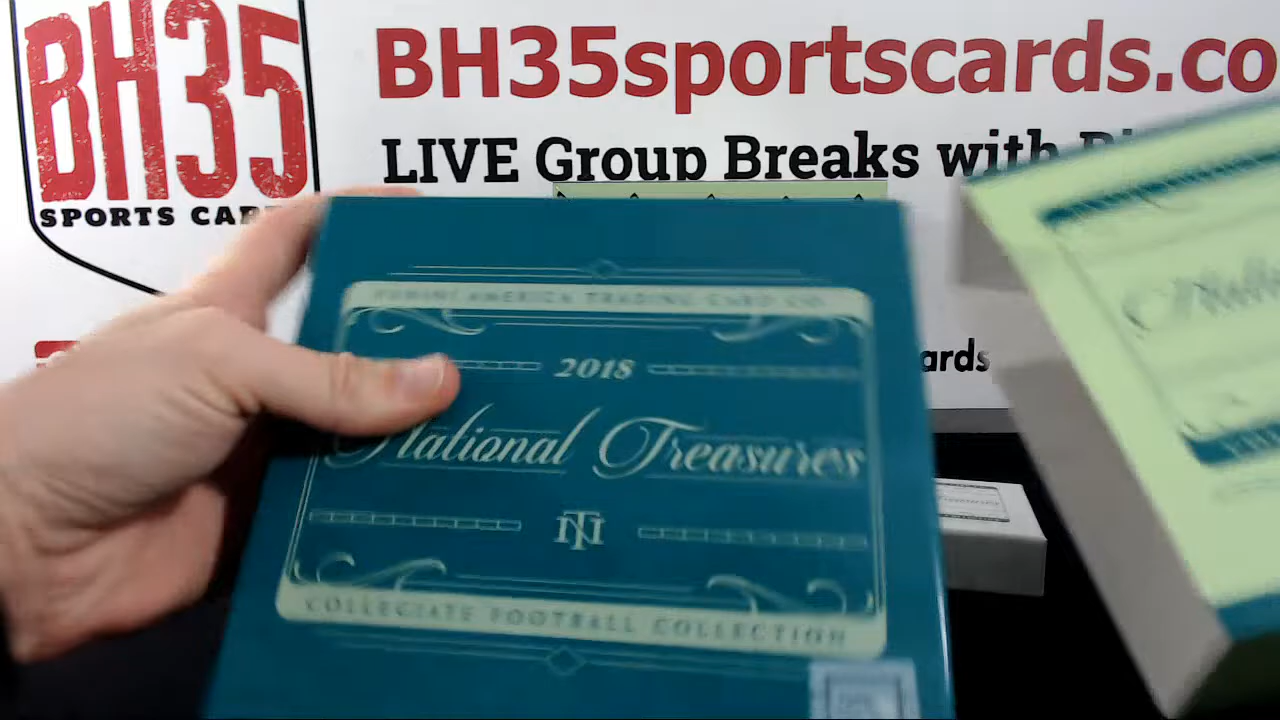 BH35
SPORTS CAR
BH35sportscards.co
LIVE Group Breaks with
ards
PANINI AMERICA TRADING CARD CO.
2018
National Treasures
NT
COLLEGIATE FOOTBALL COLLECTION